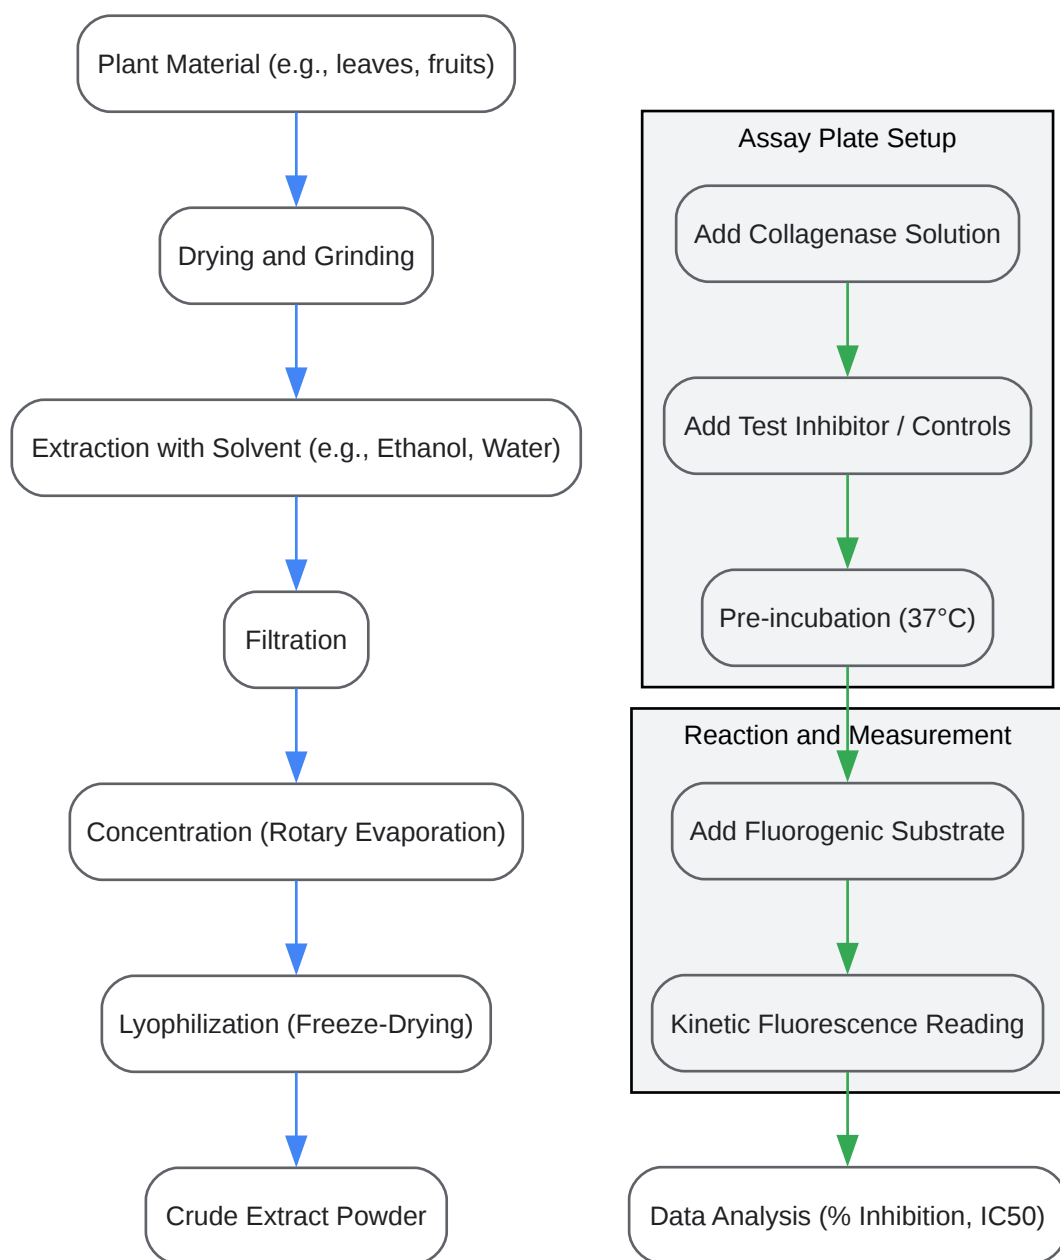 Plant Material (e.g., leaves, fruits)
Drying and Grinding
Extraction with Solvent (e.g., Ethanol, Water)
Filtration
Concentration (Rotary Evaporation)
Lyophilization (Freeze-Drying)
Crude Extract Powder
Assay Plate Setup
Add Collagenase Solution
Add Test Inhibitor / Controls
Pre-incubation (37°C)
Reaction and Measurement
Add Fluorogenic Substrate
Kinetic Fluorescence Reading
Data Analysis (% Inhibition, IC50)